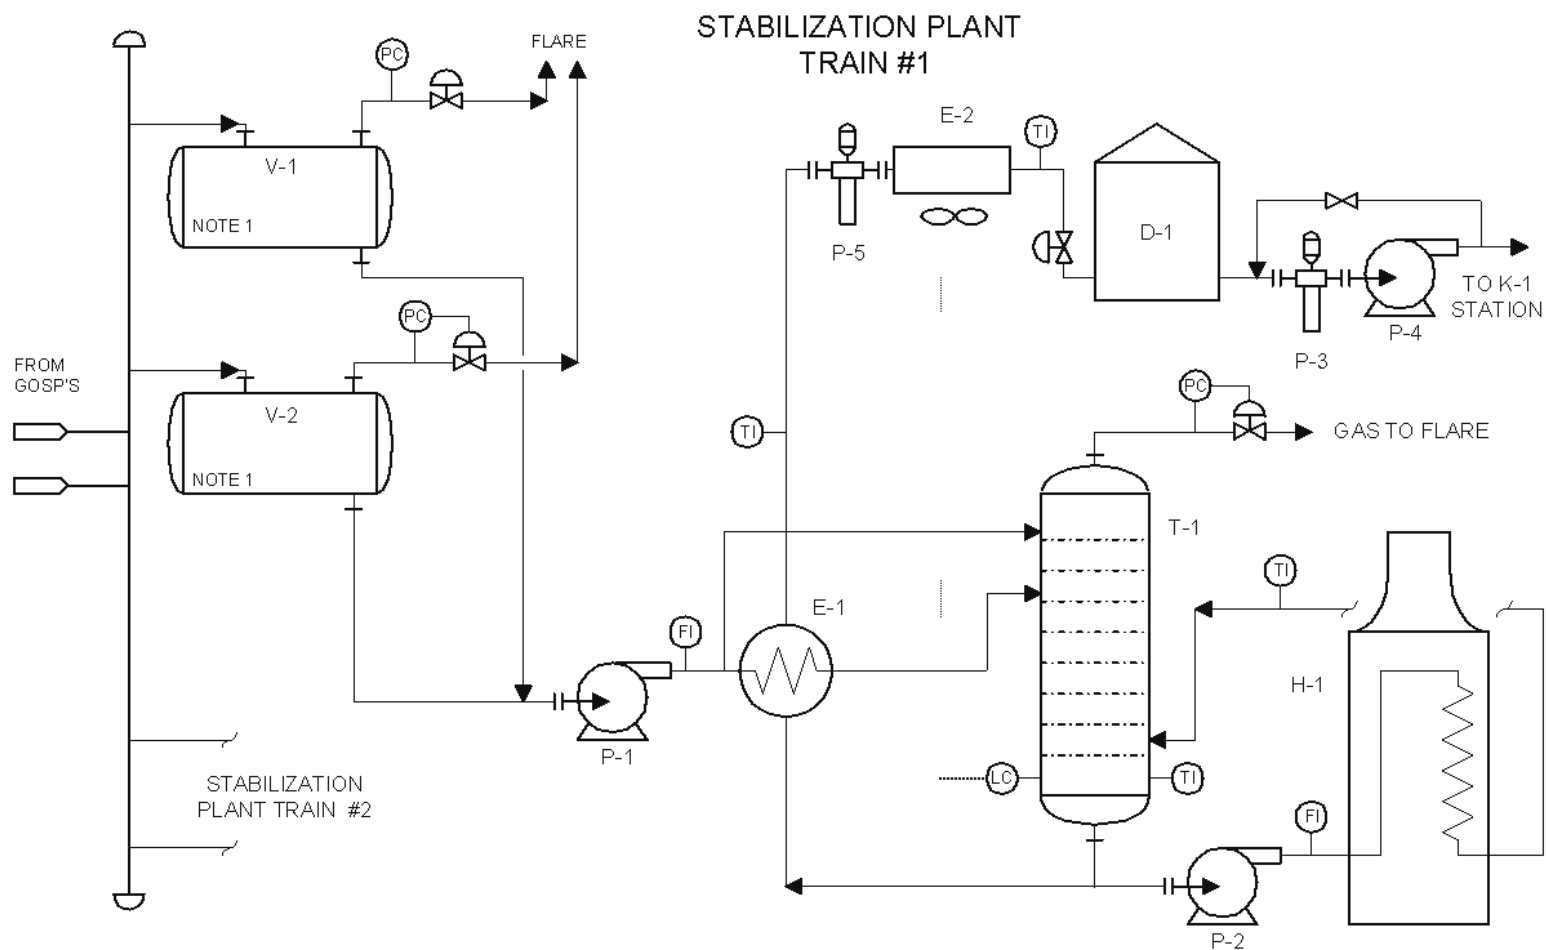 STABILIZATION PLANT
TRAIN #1
PC
FLARE
V-1
NOTE 1
E-2
TI
P-5
D-1
P-4
P-3
TO K-1
STATION
PC
FROM
GOSP'S
V-2
NOTE 1
TI
PC
GAS TO FLARE
T-1
TI
E-1
FI
H-1
P-1
LC
TI
STABILIZATION
PLANT TRAIN #2
FI
P-2